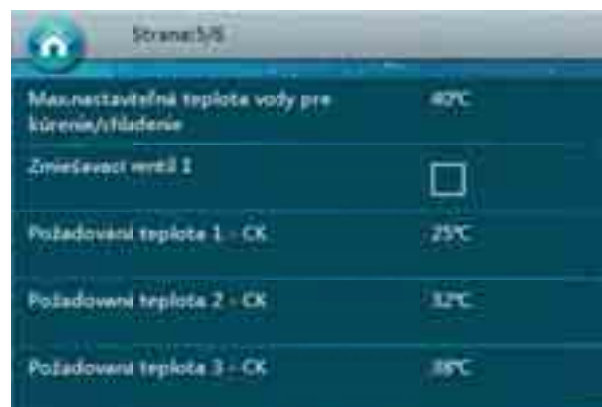 Strana:5/6
Max.nastaviteľná teplota vody pre
kúrenie/chladenie
40°C
Zmiešavací ventil 1
Požadovaná teplota 1 - CK
25°C
Požadovaná teplota 2 - CK
32°C
Požadovaná teplota 3 - CK
38°C